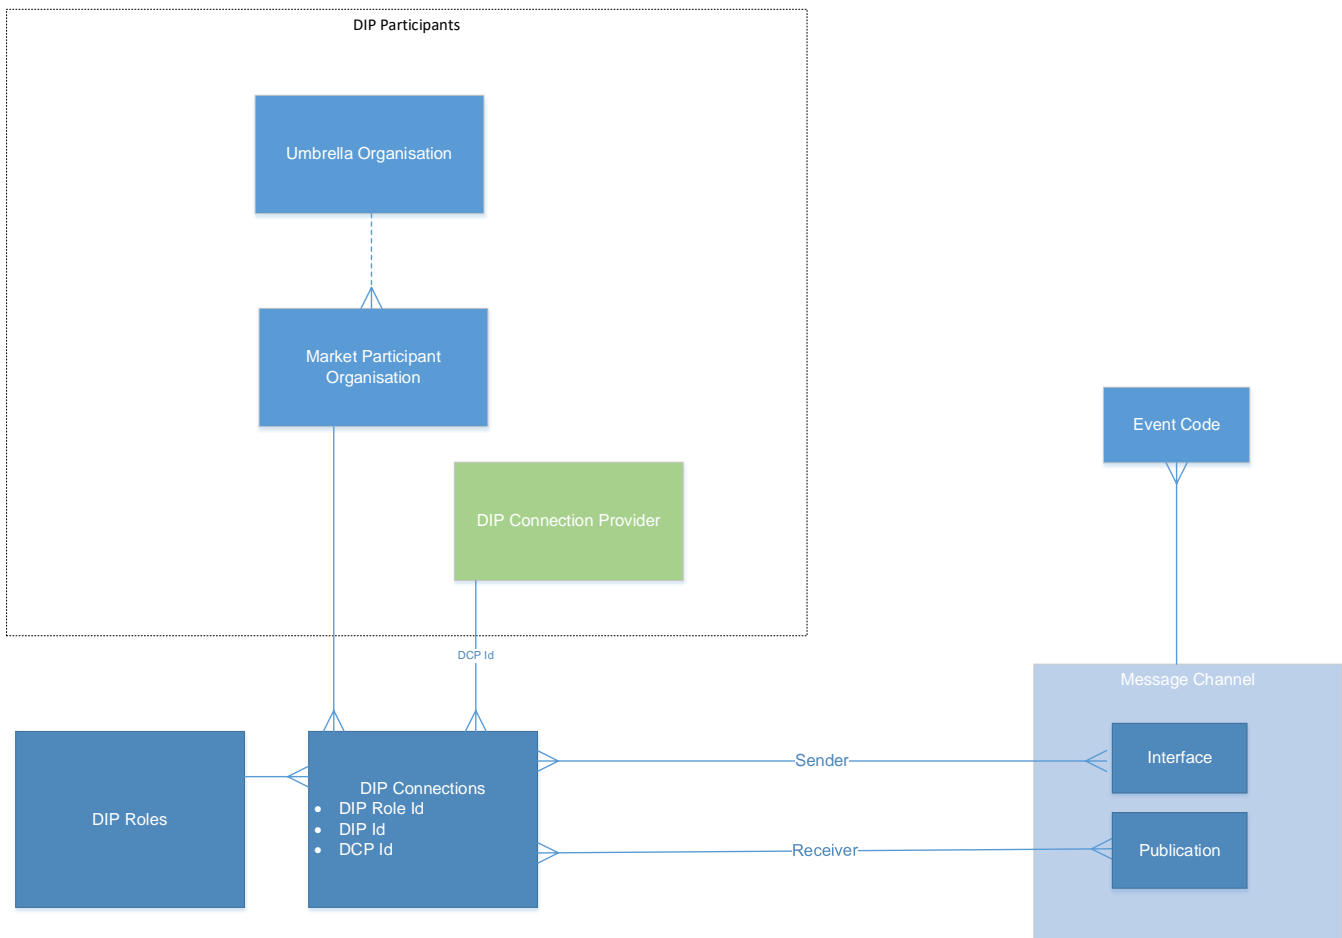 DIP Participants
Umbrella Organisation
Market Participant
Organisation
Event Code
DIP Connection Provider
DCP Id
Message Channel
DIP Roles
DIP Connections
• DIP Role Id
• DIP Id
• DCP Id
Sender
Interface
Receiver
Publication